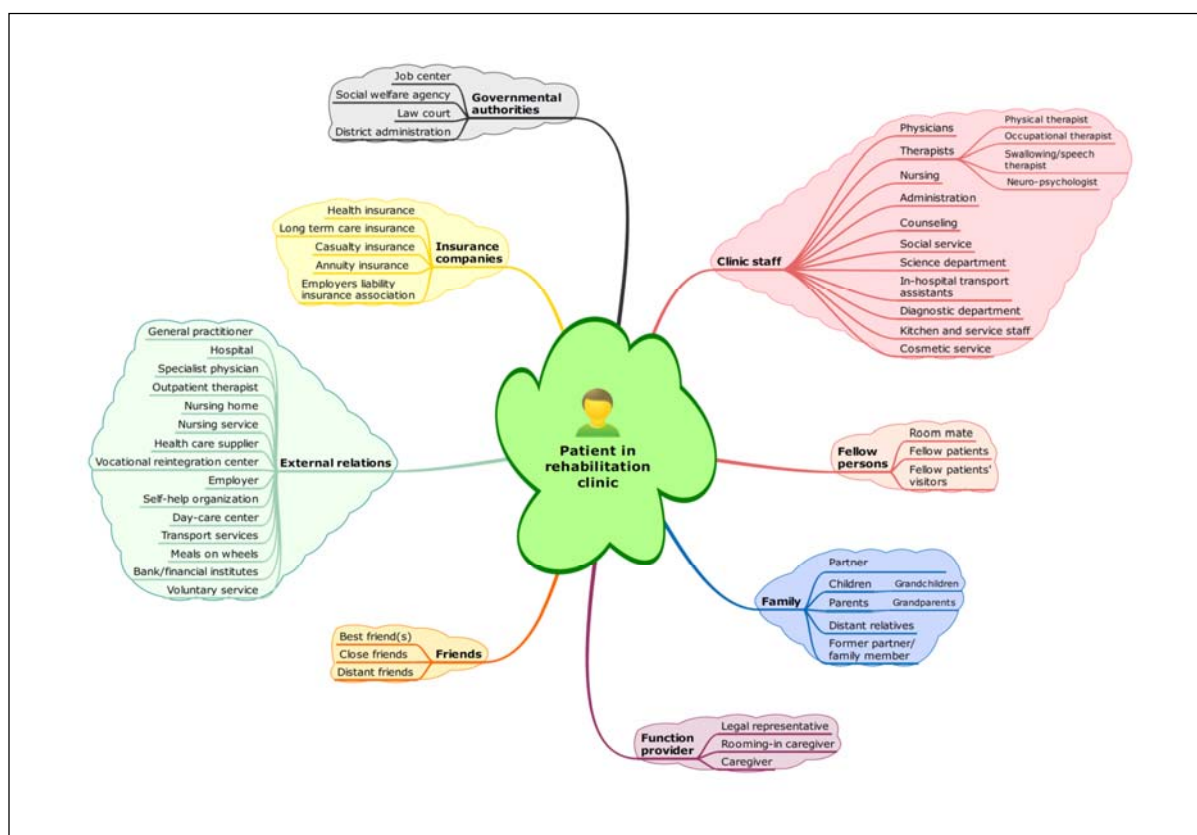 Job center
Social welfare agency
Law court
District administration
Governmental
authorities
Health insurance
Long term care insurance
Casualty insurance
Annuity insurance
Employers liability
insurance association
Insurance
companies
General practitioner
Hospital
Specialist physician
Outpatient therapist
Nursing home
Nursing service
Health care supplier
Vocational reintegration center
Employer
Self-help organization
Day-care center
Transport services
Meals on wheels
Bank/financial institutes
Voluntary service
External relations
Best friend(s)
Close friends
Distant friends
Friends
Patient in
rehabilitation
clinic
Clinic staff
Physicians
Therapists
Physical therapist
Occupational therapist
Swallowing/speech
therapist
Neuro-psychologist
Nursing
Administration
Counseling
Social service
Science department
In-hospital transport
assistants
Diagnostic department
Kitchen and service staff
Cosmetic service
Fellow
persons
Room mate
Fellow patients
Fellow patients'
visitors
Family
Partner
Children
Grandchildren
Parents
Grandparents
Distant relatives
Former partner/
family member
Function
provider
Legal representative
Rooming-in caregiver
Caregiver